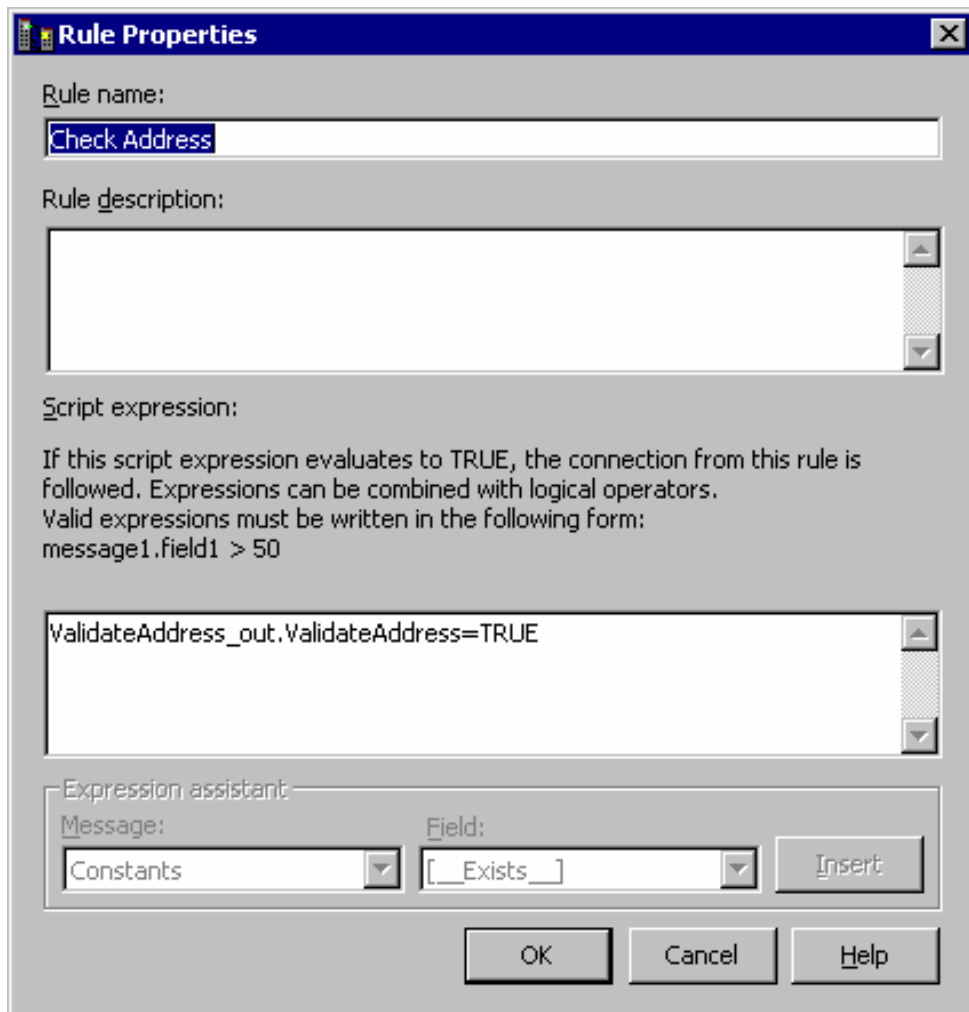 Rule Properties
Rule name:
Check Address
Rule description:
Script expression:
If this script expression evaluates to TRUE, the connection from this rule is
followed. Expressions can be combined with logical operators.
Valid expressions must be written in the following form:
message1.field1 > 50
ValidateAddress_out.ValidateAddress=TRUE
Expression assistant
Message: Field:
Constants [__Exists__] Insert
OK Cancel Help